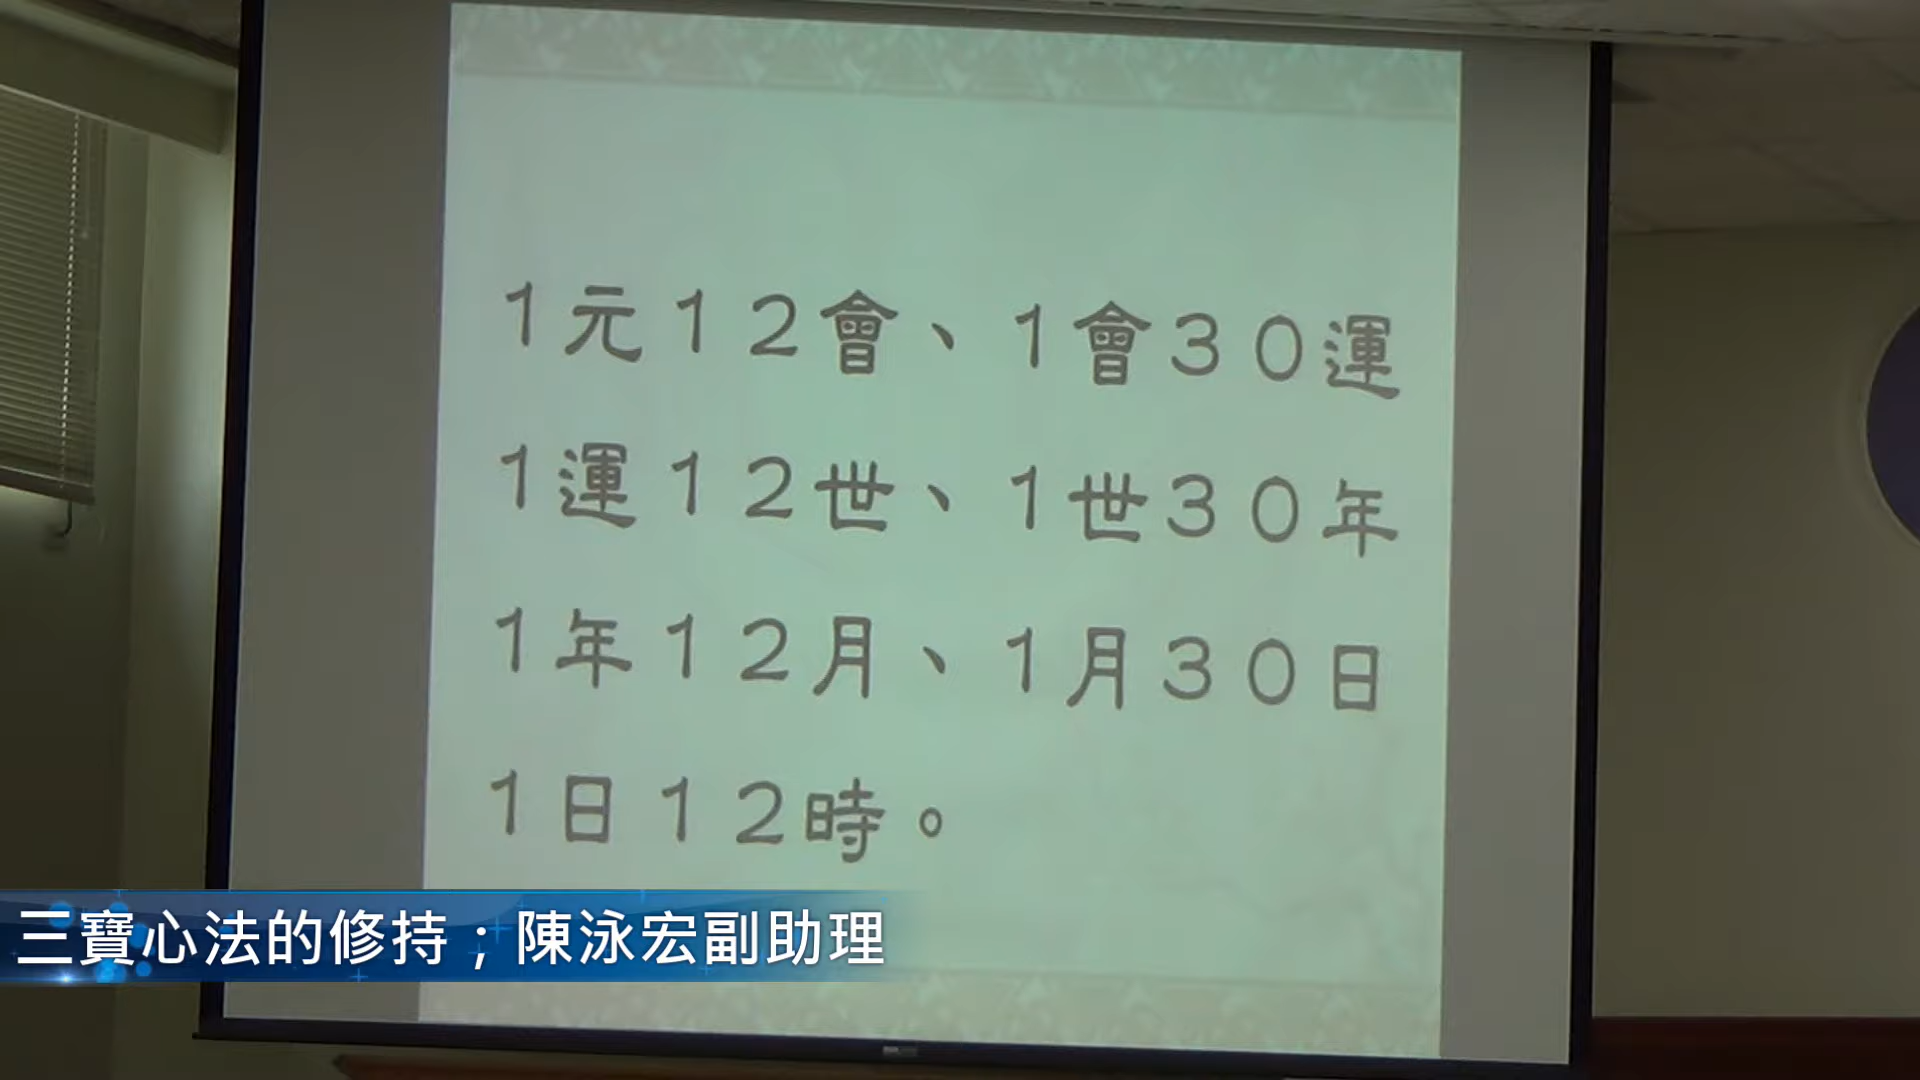 １元１２會、１會３０運
１運１２世、１世３０年
１年１２月、１月３０日
１日１２時。
三寶心法的修持；陳泳宏副助理